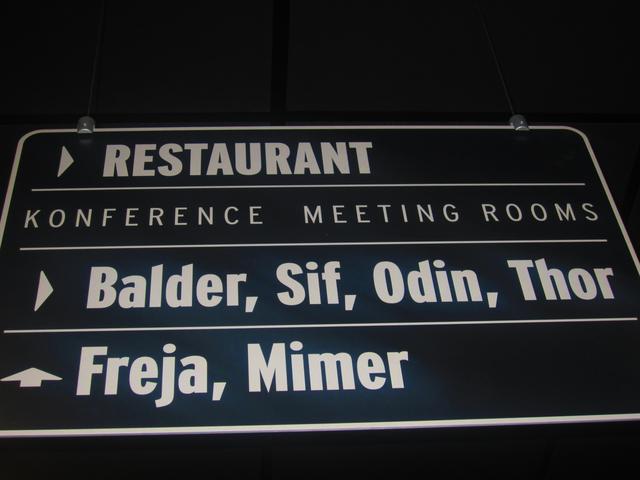 RESTAURANT
KONFERENCE MEETING ROOMS
Balder, Sif, Odin, Thor
Freja, Mimer